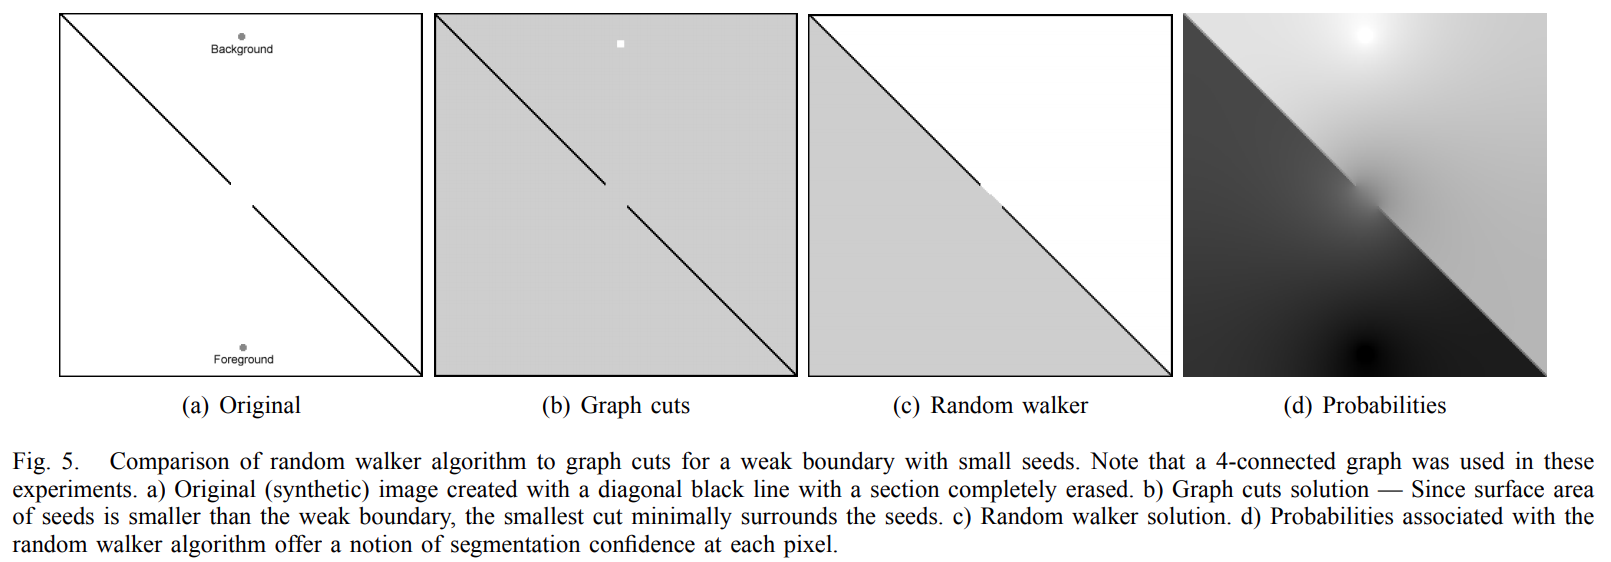 Background
Foreground
(a) Original
(b) Graph cuts
(c) Random walker
(d) Probabilities
Fig. 5. Comparison of random walker algorithm to graph cuts for a weak boundary with small seeds. Note that a 4-connected graph was used in these
experiments. a) Original (synthetic) image created with a diagonal black line with a section completely erased. b) Graph cuts solution — Since surface area
of seeds is smaller than the weak boundary, the smallest cut minimally surrounds the seeds. c) Random walker solution. d) Probabilities associated with the
random walker algorithm offer a notion of segmentation confidence at each pixel.